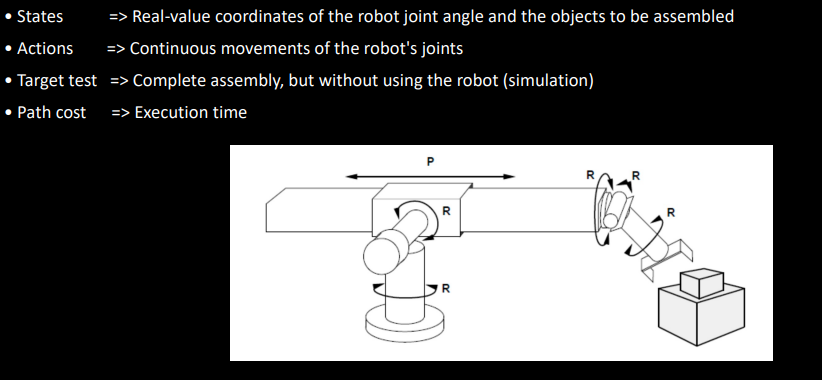 • States => Real-value coordinates of the robot joint angle and the objects to be assembled
• Actions => Continuous movements of the robot's joints
• Target test => Complete assembly, but without using the robot (simulation)
• Path cost => Execution time
P
R R
R R
R